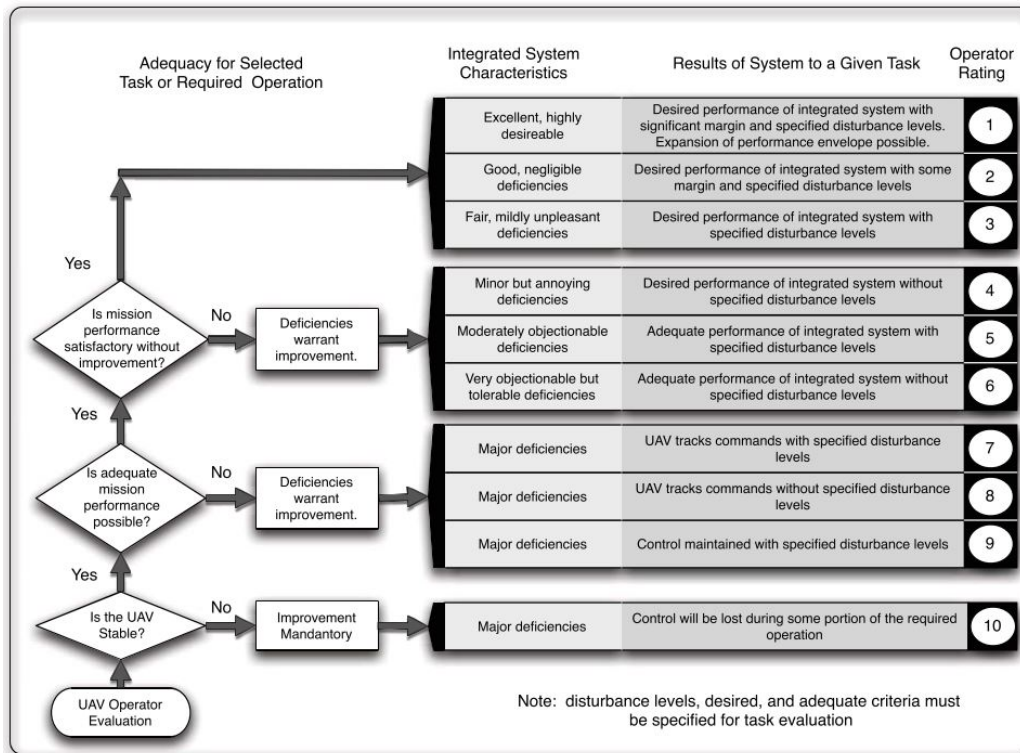 Adequacy for Selected
Task or Required Operation
Integrated System
Characteristics
Results of System to a Given Task
Operator
Rating
Excellent, highly
desireable
Desired performance of integrated system with
significant margin and specified disturbance levels.
Expansion of performance envelope possible.
1
Good, negligible
deficiencies
Desired performance of integrated system with some
margin and specified disturbance levels
2
Fair, mildly unpleasant
deficiencies
Desired performance of integrated system with
specified disturbance levels
3
Yes
Is mission
performance
satisfactory without
improvement?
No
Deficiencies
warrant
improvement.
Minor but annoying
deficiencies
Desired performance of integrated system without
specified disturbance levels
4
Moderately objectionable
deficiencies
Adequate performance of integrated system with
specified disturbance levels
5
Very objectionable but
tolerable deficiencies
Adequate performance of integrated system without
specified disturbance levels
6
Yes
Is adequate
mission
performance
possible?
No
Deficiencies
warrant
improvement.
Major deficiencies
UAV tracks commands with specified disturbance
levels
7
Major deficiencies
UAV tracks commands without specified disturbance
levels
8
Major deficiencies
Control maintained with specified disturbance levels
9
Yes
Is the UAV
Stable?
No
Improvement
Mandantory
Major deficiencies
Control will be lost during some portion of the required
operation
10
UAV Operator
Evaluation
Note: disturbance levels, desired, and adequate criteria must
be specified for task evaluation